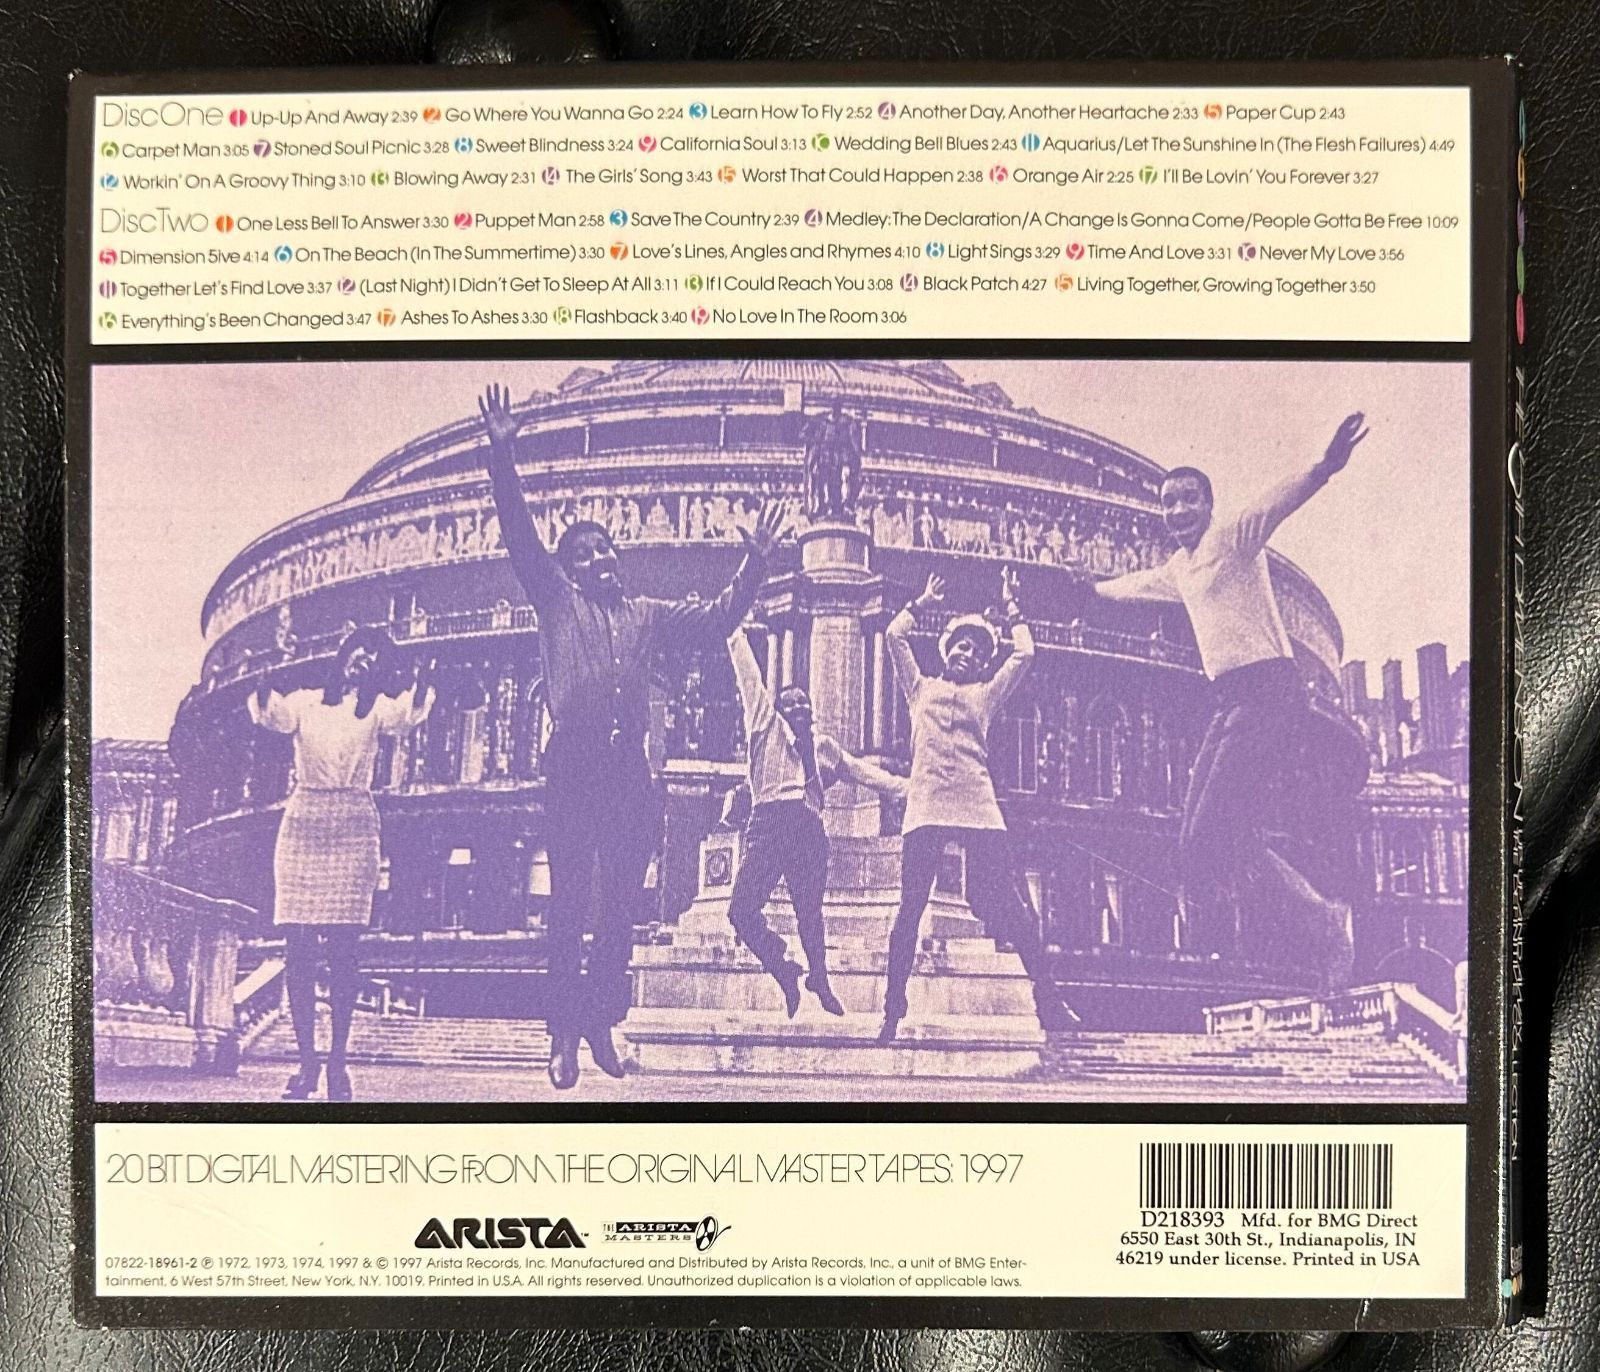 Disc One 1 Up-Up And Away 2:39 2 Go Where You Wanna Go 2:24 3 Learn How To Fly 2:52 4 Another Day, Another Heartache 2:33 5 Paper Cup 2:43
6 Carpet Man 3:05 7 Stoned Soul Picnic 3:28 8 Sweet Blindness 3:24 9 California Soul 3:13 10 Wedding Bell Blues 2:43 11 Aquarius/Let The Sunshine In (The Flesh Failures) 4:49
12 Workin' On A Groovy Thing 3:10 13 Blowing Away 2:31 14 The Girls' Song 3:43 15 Worst That Could Happen 2:38 16 Orange Air 2:25 17 I'll Be Lovin' You Forever 3:27
Disc Two 1 One Less Bell To Answer 3:30 2 Puppet Man 2:58 3 Save The Country 2:39 4 Medley: The Declaration/A Change Is Gonna Come/People Gotta Be Free 10:09
5 Dimension 5ive 4:14 6 On The Beach (In The Summertime) 3:30 7 Love's Lines, Angles and Rhymes 4:10 8 Light Sings 3:29 9 Time And Love 3:31 10 Never My Love 3:56
11 Together Let's Find Love 3:37 12 (Last Night) I Didn't Get To Sleep At All 3:11 13 If I Could Reach You 3:08 14 Black Patch 4:27 15 Living Together, Growing Together 3:50
16 Everything's Been Changed 3:47 17 Ashes To Ashes 3:30 18 Flashback 3:40 19 No Love In The Room 3:06
20 BIT DIGITAL MASTERING FROM THE ORIGINAL MASTER TAPES: 1997
ARISTA™ THE ARISTA MASTERS
07822-18961-2 ℗ 1972, 1973, 1974, 1997 & © 1997 Arista Records, Inc. Manufactured and Distributed by Arista Records, Inc., a unit of BMG Enter-
tainment, 6 West 57th Street, New York, N.Y. 10019. Printed in U.S.A. All rights reserved. Unauthorized duplication is a violation of applicable laws.
D218393 Mfd. for BMG Direct
6550 East 30th St., Indianapolis, IN
46219 under license. Printed in USA